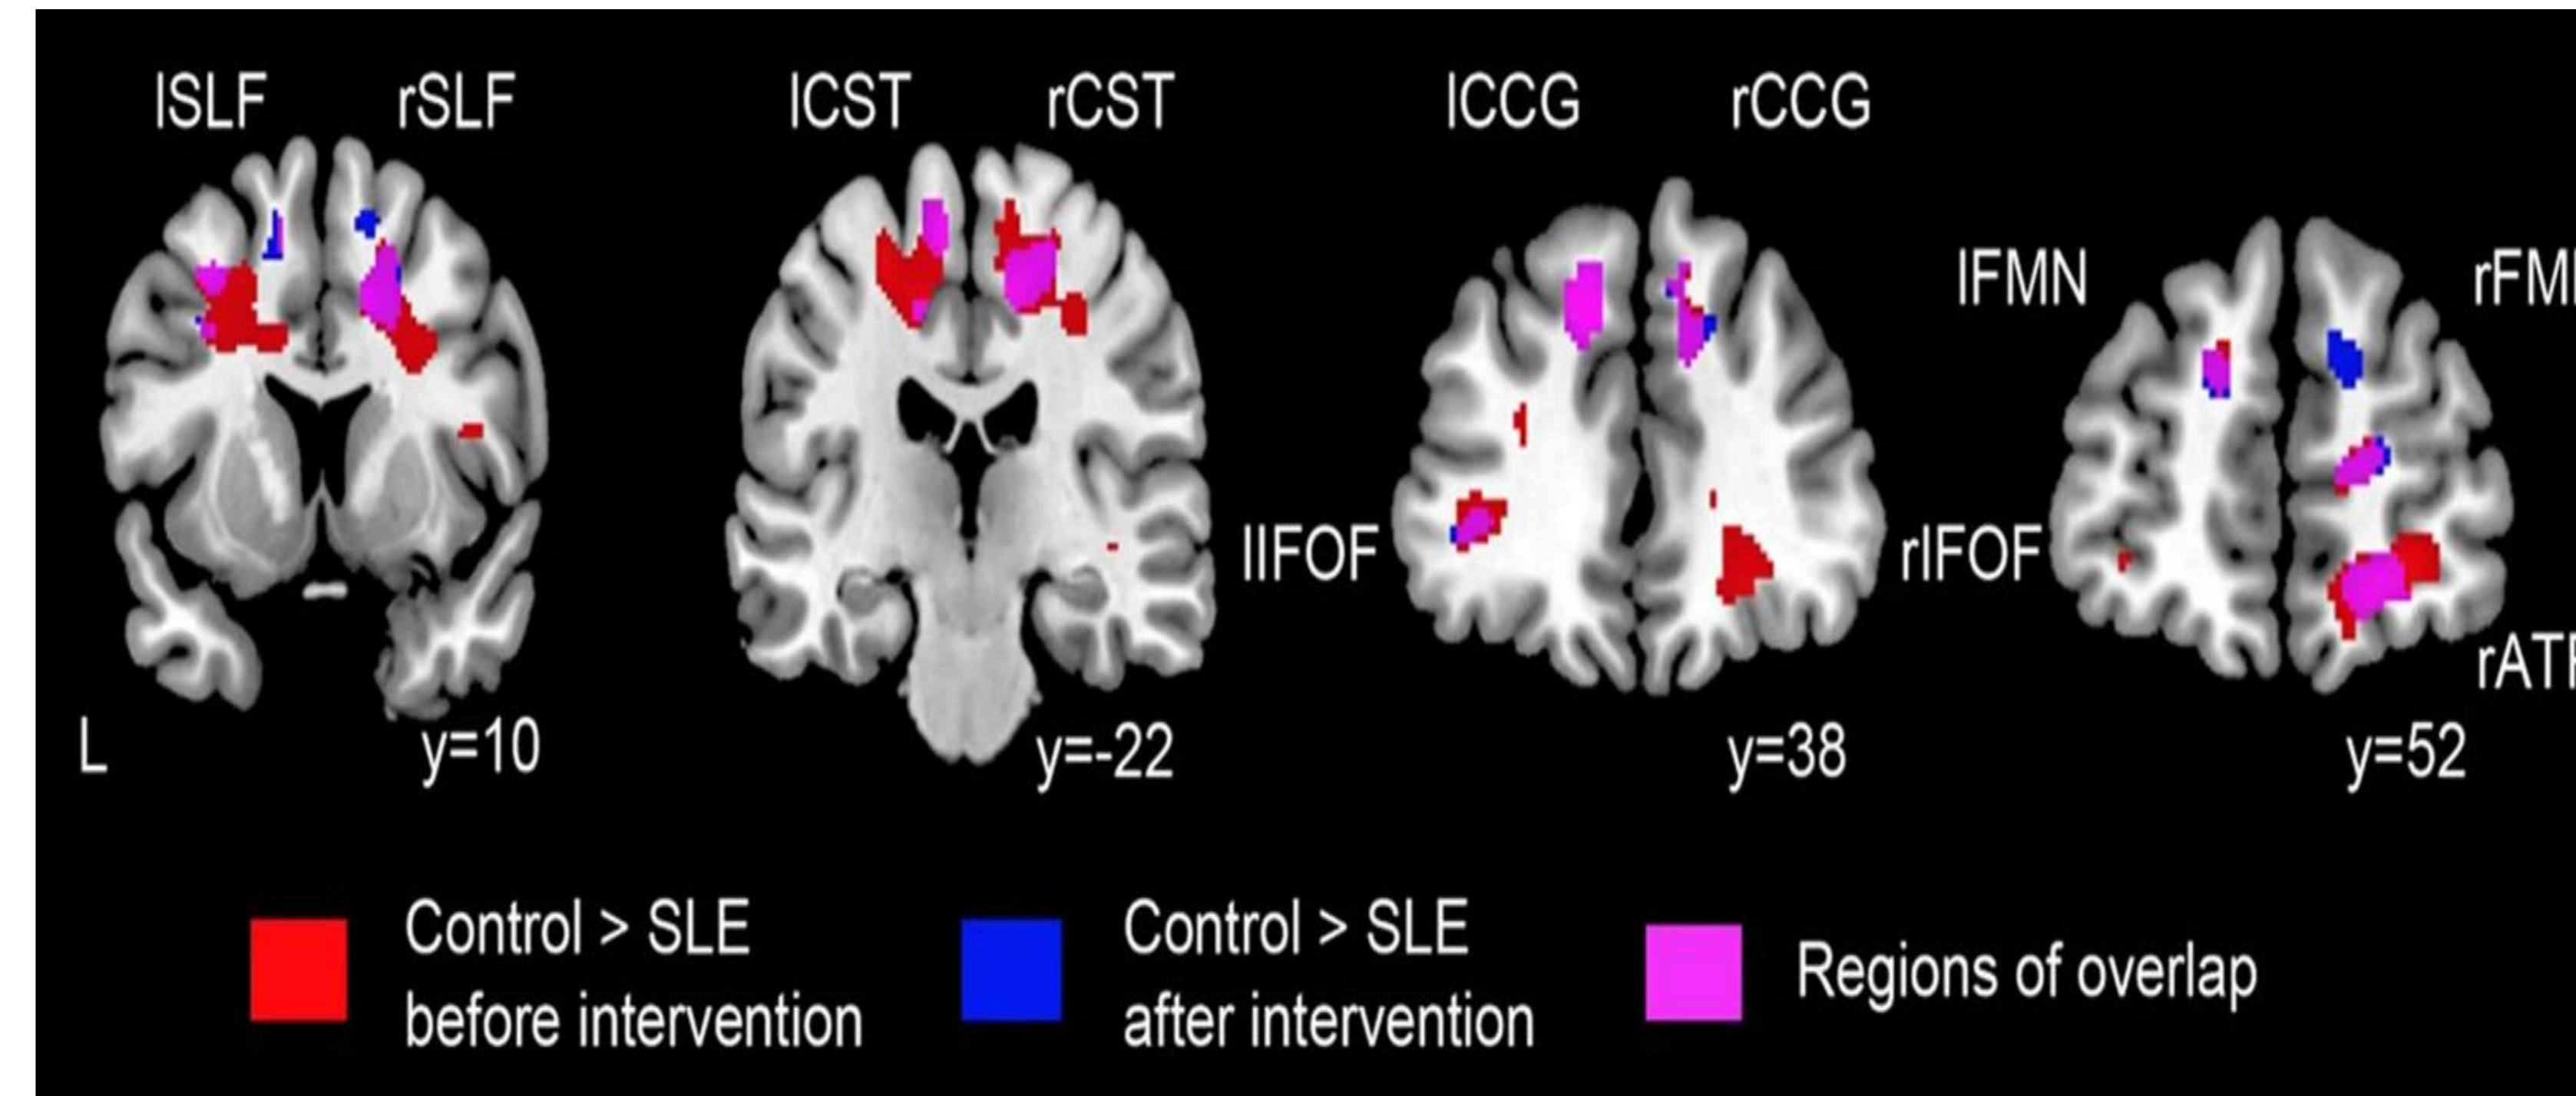 lSLF rSLF lCST rCST lCCG rCCG
lFMN
lIFOF rIFOF
L y=10 y=-22 y=38 y=52
Control > SLE
before intervention
Control > SLE
after intervention
Regions of overlap